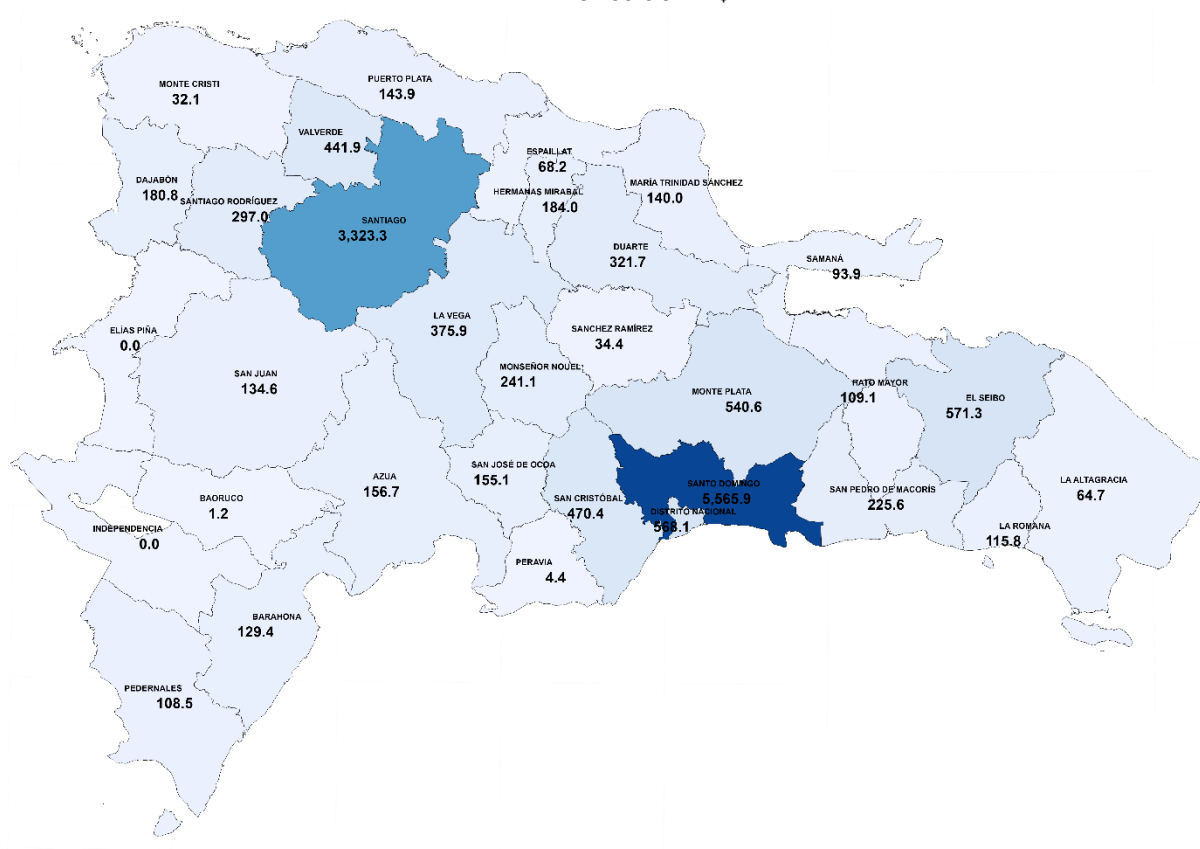 MONTE CRISTI
32.1
PUERTO PLATA
143.9
VALVERDE
441.9
ESPAILLAT
68.2
DAJABÓN
180.8
SANTIAGO RODRÍGUEZ
297.0
HERMANAS MIRABAL
184.0
MARÍA TRINIDAD SÁNCHEZ
140.0
SANTIAGO
3,323.3
DUARTE
321.7
SAMANÁ
93.9
ELÍAS PIÑA
0.0
LA VEGA
375.9
SANCHEZ RAMÍREZ
34.4
SAN JUAN
134.6
MONSEÑOR NOUEL
241.1
MONTE PLATA
540.6
HATO MAYOR
109.1
EL SEIBO
571.3
AZUA
156.7
SAN JOSÉ DE OCOA
155.1
SAN CRISTÓBAL
470.4
SANTO DOMINGO
5,565.9
DISTRITO NACIONAL
568.1
SAN PEDRO DE MACORÍS
225.6
LA ALTAGRACIA
64.7
LA ROMANA
115.8
BAORUCO
1.2
INDEPENDENCIA
0.0
PERAVIA
4.4
BARAHONA
129.4
PEDERNALES
108.5